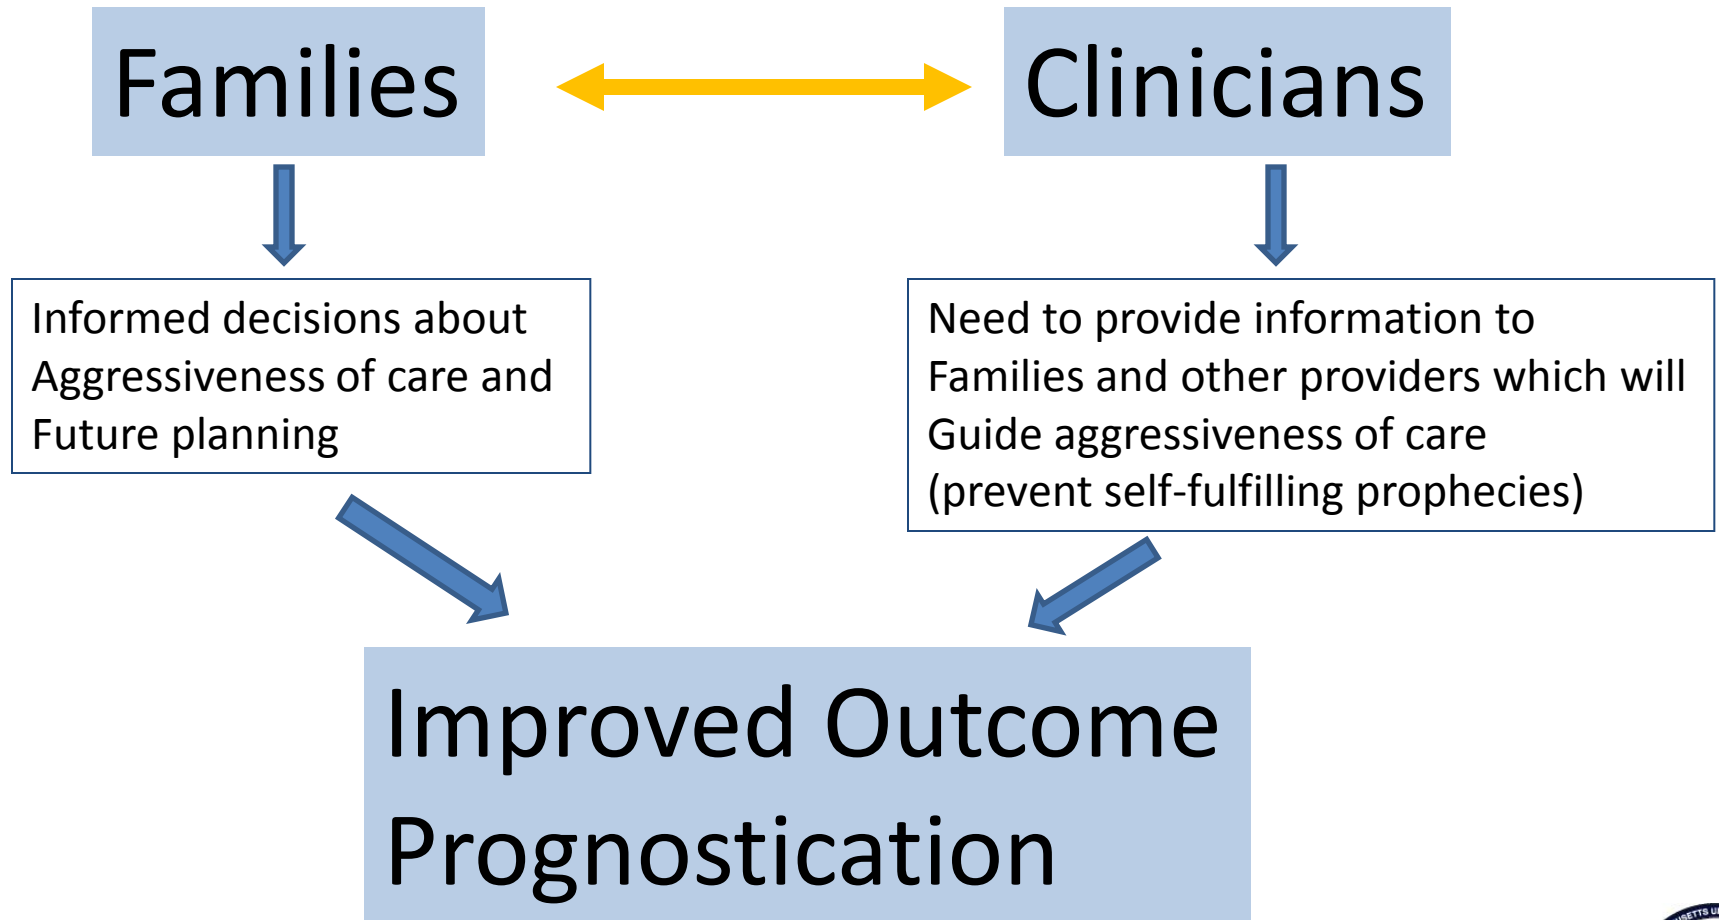 Families
Clinicians
Informed decisions about
Aggressiveness of care and
Future planning
Need to provide information to
Families and other providers which will
Guide aggressiveness of care
(prevent self-fulfilling prophecies)
Improved Outcome
Prognostication